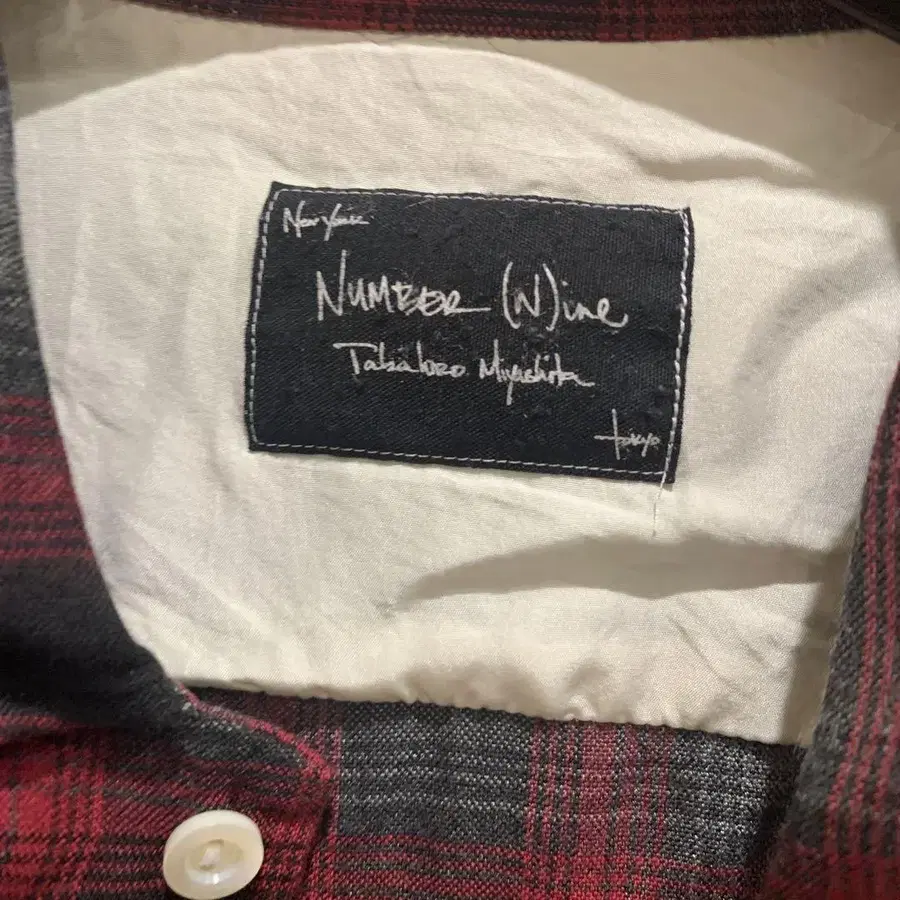 New York
NUMBER (N)ine
Takahiro Miyashita
tokyo